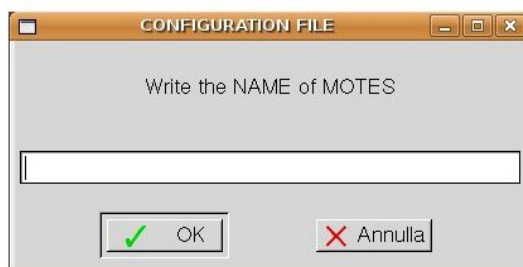 CONFIGURATION FILE
Write the NAME of MOTES
OK
Annulla